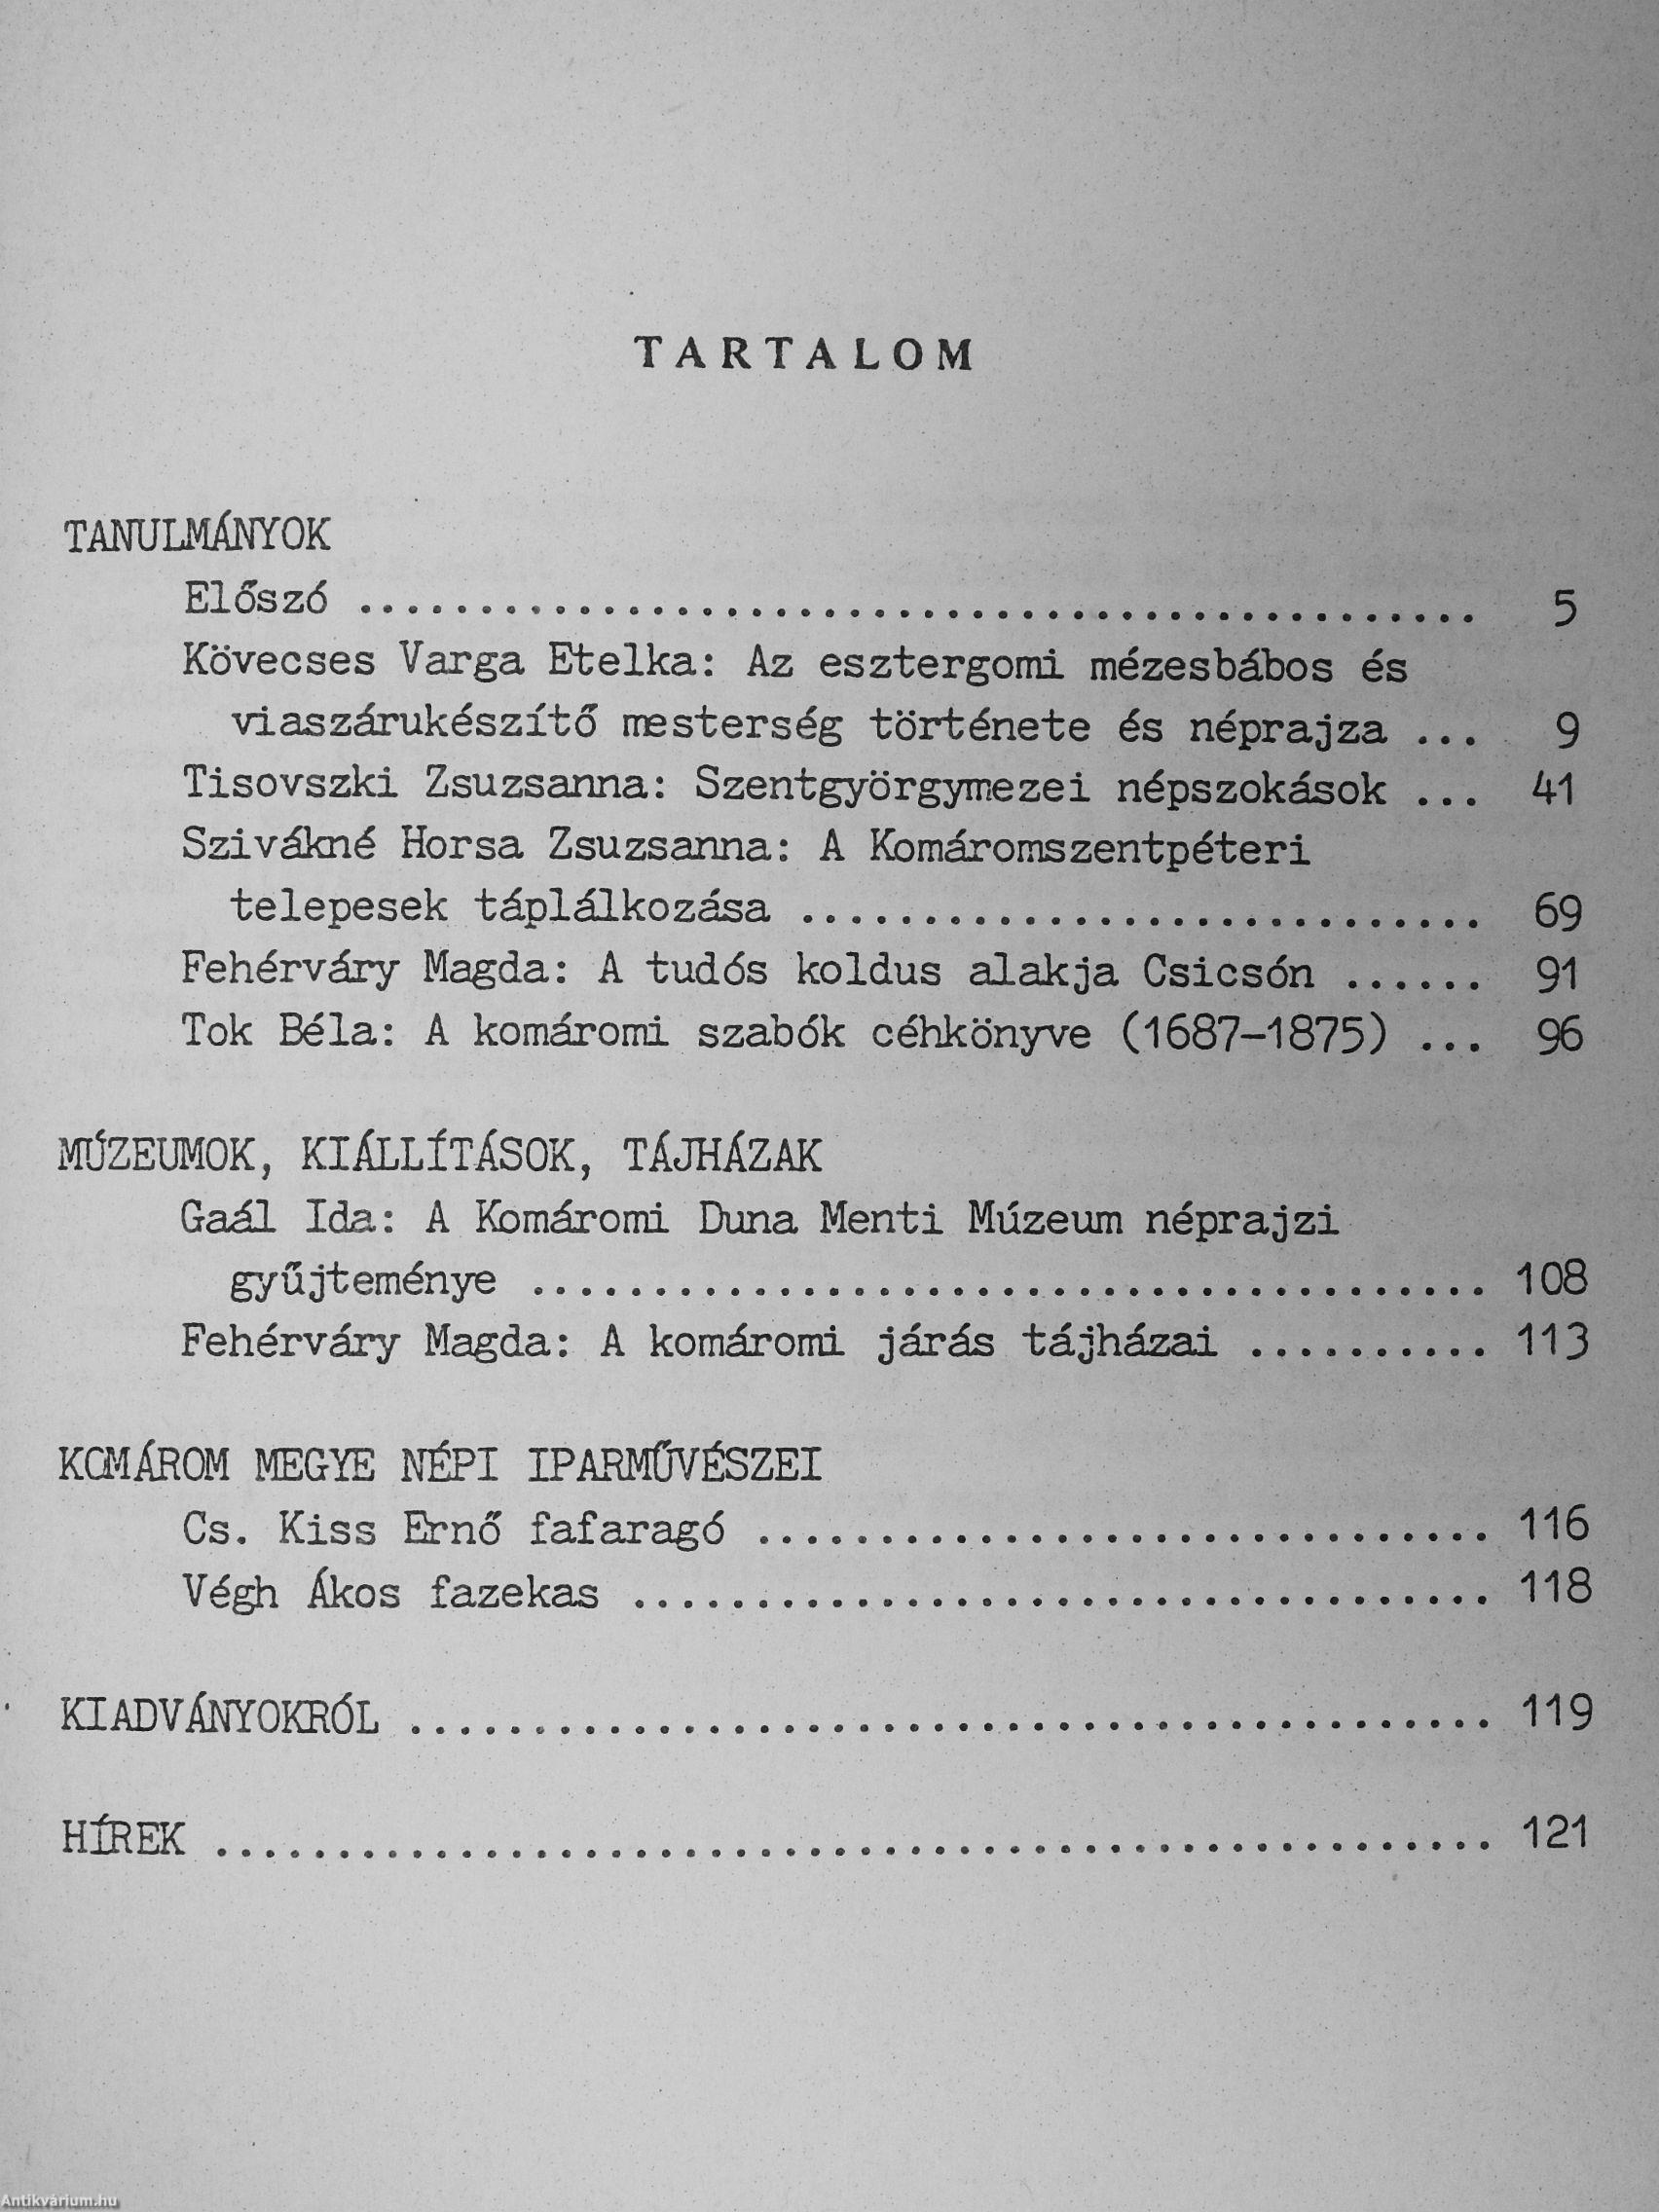 TARTALOM
TANULMÁNYOK
Előszó .............................................. 5
Kövecses Varga Etelka: Az esztergomi mézesbábos és
viaszárukészítő mesterség története és néprajza ... 9
Tisovszki Zsuzsanna: Szentgyörgymezei népszokások ... 41
Szivákné Horsa Zsuzsanna: A Komáromszentpéteri
telepesek táplálkozása ............................ 69
Fehérváry Magda: A tudós koldus alakja Csicsón ...... 91
Tok Béla: A komáromi szabók céhkönyve (1687-1875) ... 96
MÚZEUMOK, KIÁLLÍTÁSOK, TÁJHÁZAK
Gaál Ida: A Komáromi Duna Menti Múzeum néprajzi
gyűjteménye ....................................... 108
Fehérváry Magda: A komáromi járás tájházai .......... 113
KOMÁROM MEGYE NÉPI IPARMŰVÉSZEI
Cs. Kiss Ernő fafaragó .............................. 116
Végh Ákos fazekas ................................... 118
KIADVÁNYOKRÓL ............................................ 119
HÍREK .................................................... 121
Antikvárium.hu